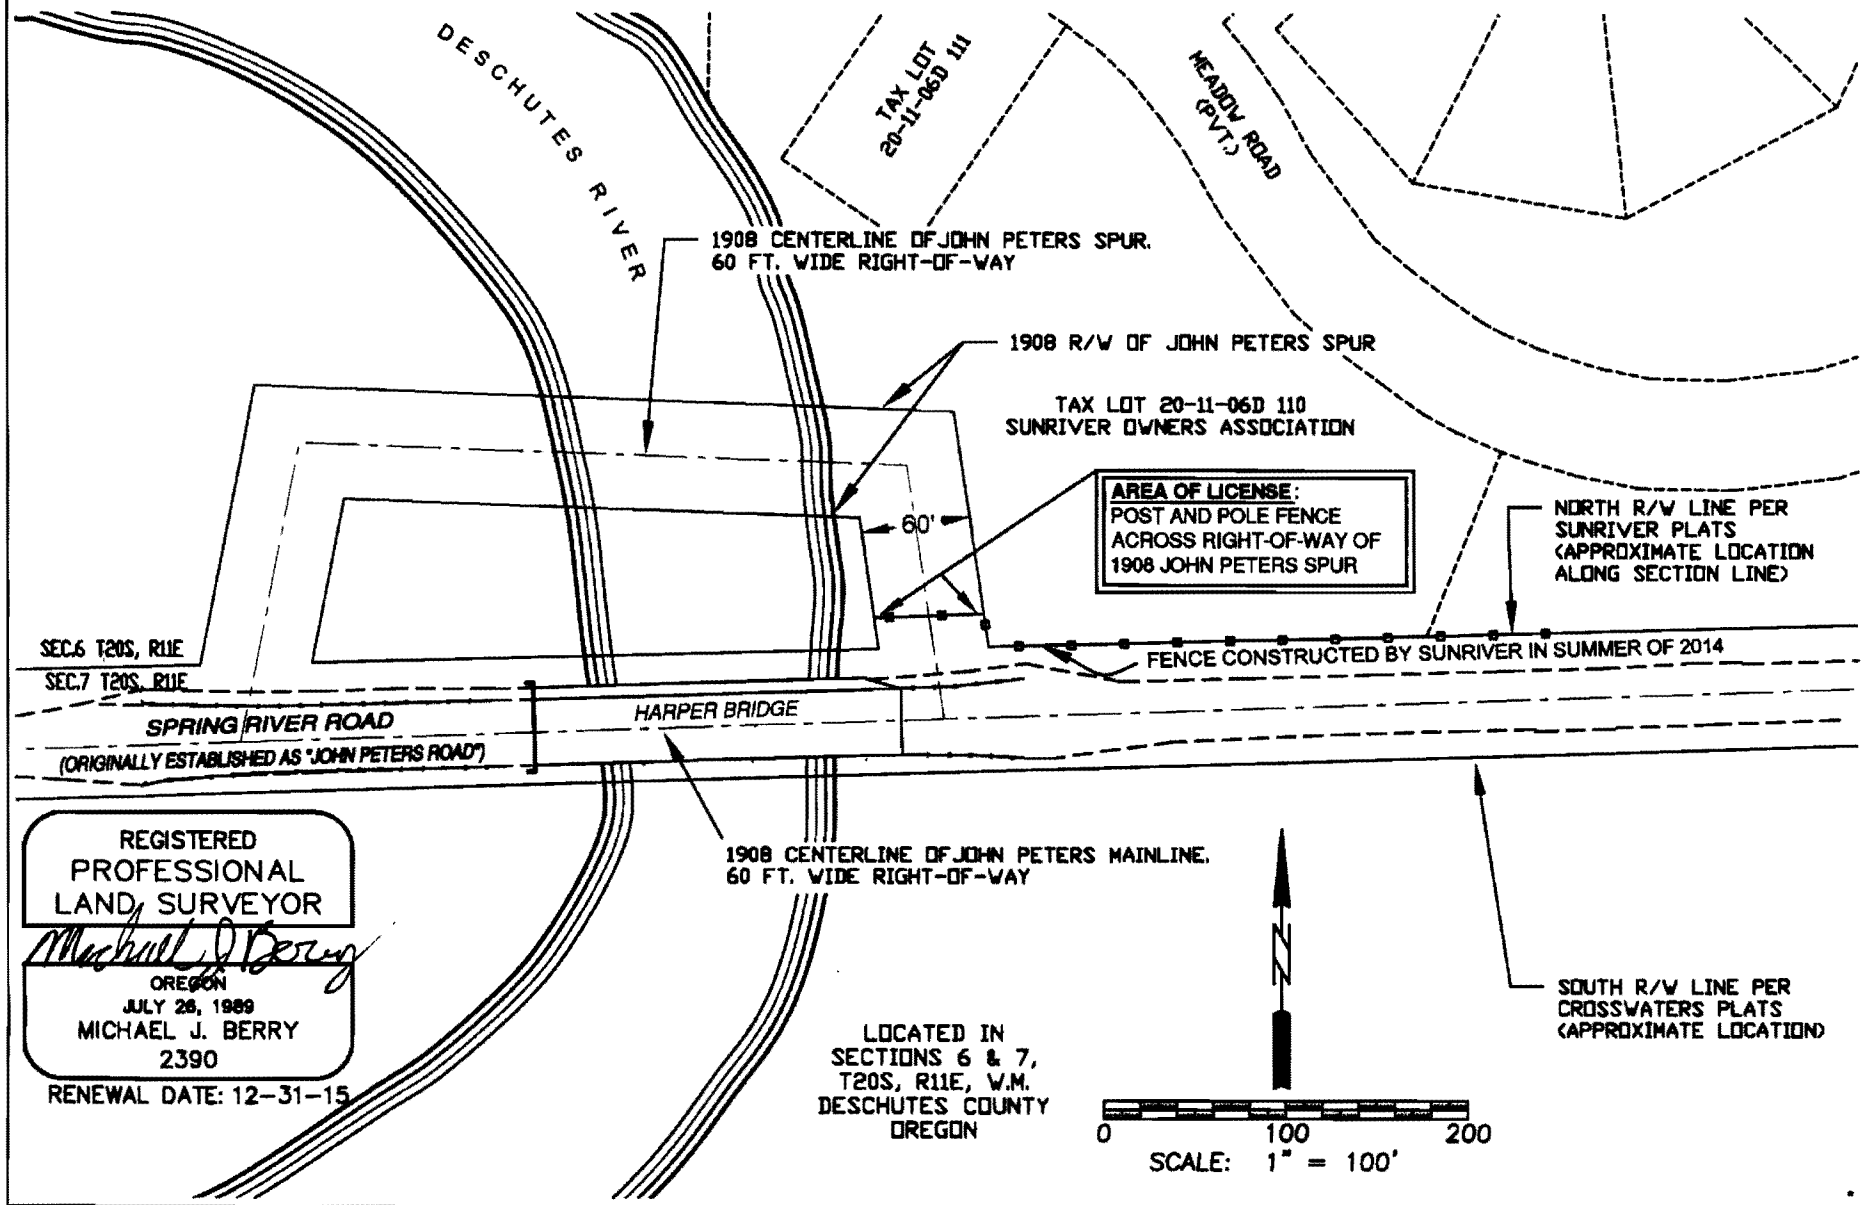 DESCHUTES RIVER
TAX LOT
20-11-06D 111
MEADOW ROAD
(PVT.)
1908 CENTERLINE OF JOHN PETERS SPUR.
60 FT. WIDE RIGHT-OF-WAY
1908 R/W OF JOHN PETERS SPUR
TAX LOT 20-11-06D 110
SUNRIVER OWNERS ASSOCIATION
AREA OF LICENSE:
POST AND POLE FENCE
ACROSS RIGHT-OF-WAY OF
1908 JOHN PETERS SPUR
60'
NORTH R/W LINE PER
SUNRIVER PLATS
(APPROXIMATE LOCATION
ALONG SECTION LINE)
SEC.6 T20S, R11E
SEC.7 T20S, R11E
FENCE CONSTRUCTED BY SUNRIVER IN SUMMER OF 2014
SPRING RIVER ROAD
(ORIGINALLY ESTABLISHED AS "JOHN PETERS ROAD")
HARPER BRIDGE
1908 CENTERLINE OF JOHN PETERS MAINLINE.
60 FT. WIDE RIGHT-OF-WAY
REGISTERED
PROFESSIONAL
LAND SURVEYOR
Michael J Berry
OREGON
JULY 26, 1989
MICHAEL J. BERRY
2390
RENEWAL DATE: 12-31-15
LOCATED IN
SECTIONS 6 & 7,
T20S, R11E, W.M.
DESCHUTES COUNTY
OREGON
N
0 100 200
SCALE: 1" = 100'
SOUTH R/W LINE PER
CROSSWATERS PLATS
(APPROXIMATE LOCATION)